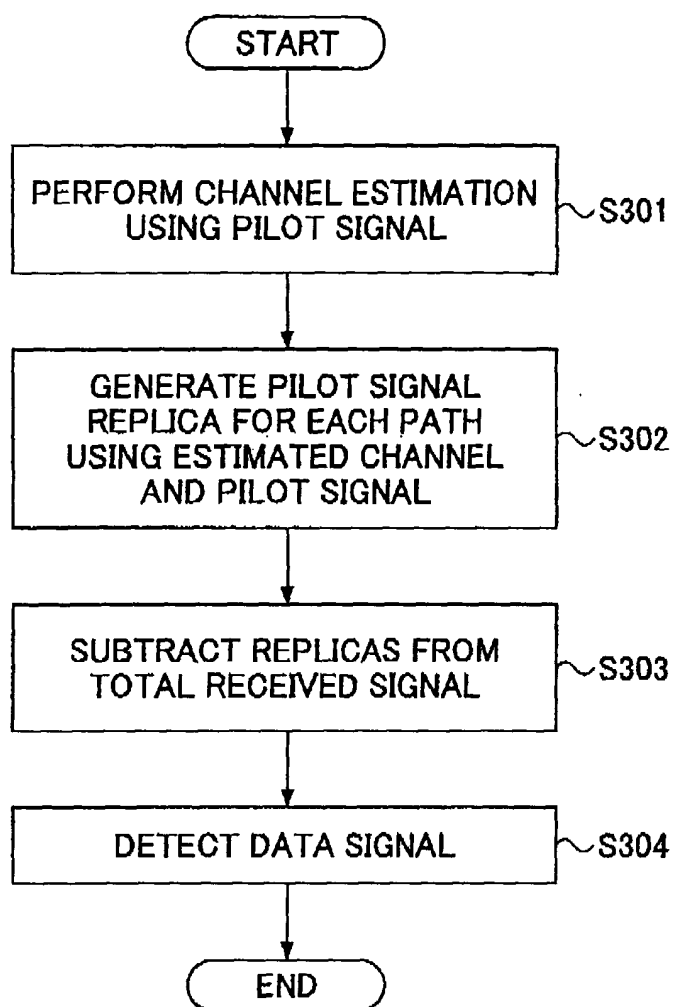 START
PERFORM CHANNEL ESTIMATION
USING PILOT SIGNAL
S301
GENERATE PILOT SIGNAL
REPLICA FOR EACH PATH
USING ESTIMATED CHANNEL
AND PILOT SIGNAL
S302
SUBTRACT REPLICAS FROM
TOTAL RECEIVED SIGNAL
S303
DETECT DATA SIGNAL
S304
END